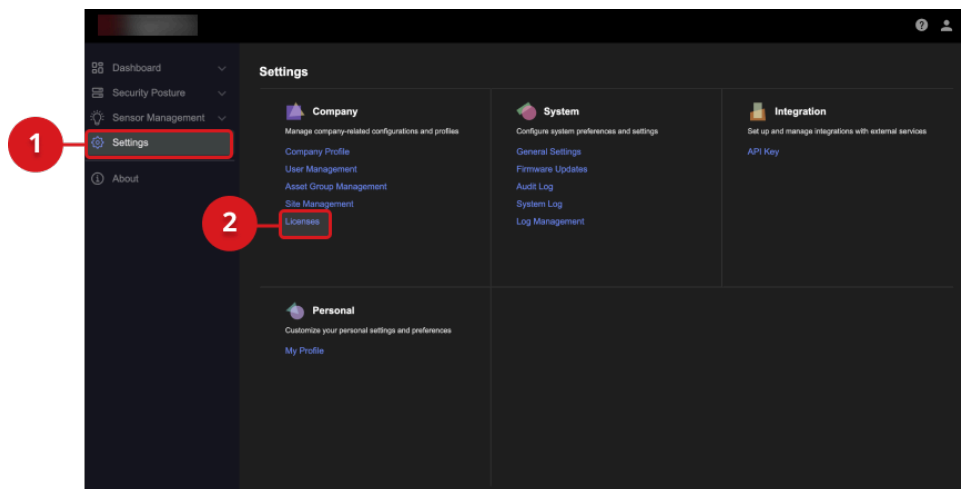 Dashboard
Security Posture
Sensor Management
1
Settings
About
Settings
Company
Manage company-related configurations and profiles
Company Profile
User Management
Asset Group Management
Site Management
2
Licenses
System
Configure system preferences and settings
General Settings
Firmware Updates
Audit Log
System Log
Log Management
Integration
Set up and manage integrations with external services
API Key
Personal
Customize your personal settings and preferences
My Profile